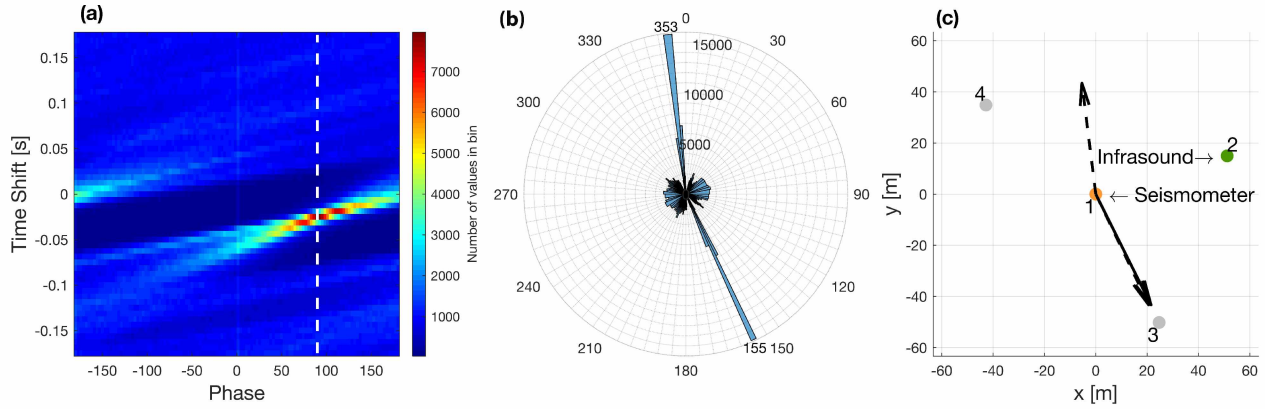 (a)
0.15
0.1
0.05
0
-0.05
-0.1
-0.15
Time Shift [s]
-150 -100 -50 0 50 100 150
Phase
7000
6000
5000
4000
3000
2000
1000
Number of values in bin
(b)
0
353
15000
330 30
10000
300 60
5000
270 90
240 120
210 155 150
180
(c)
60
40
20
0
-20
-40
-60
y [m]
4
2
Infrasound→
1
← Seismometer
3
-60 -40 -20 0 20 40 60
x [m]